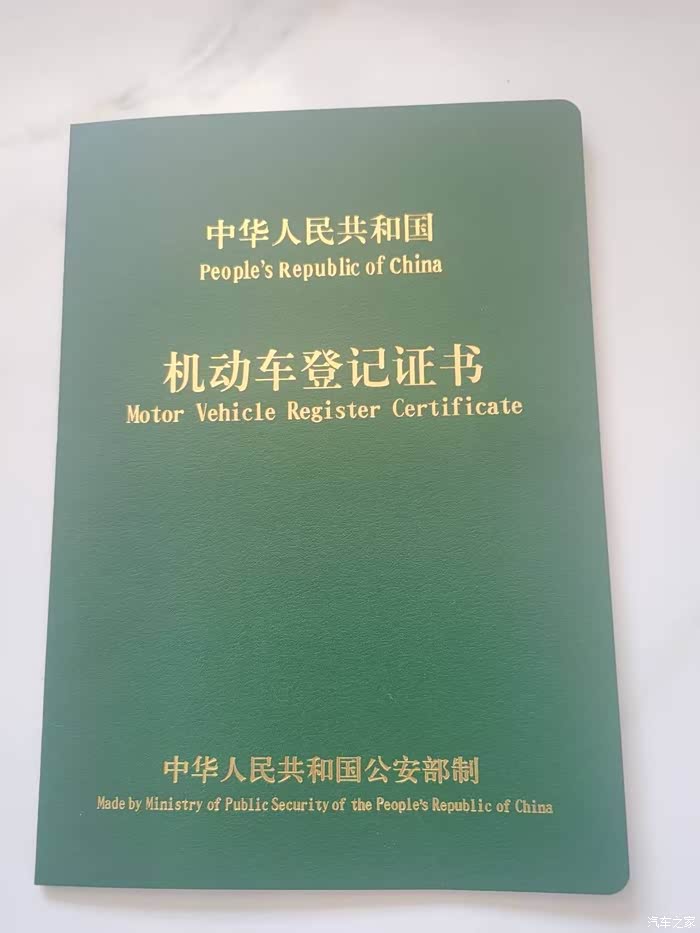 中华人民共和国
People's Republic of China
机动车登记证书
Motor Vehicle Register Certificate
中华人民共和国公安部制
Made by Ministry of Public Security of the People's Republic of China
汽车之家